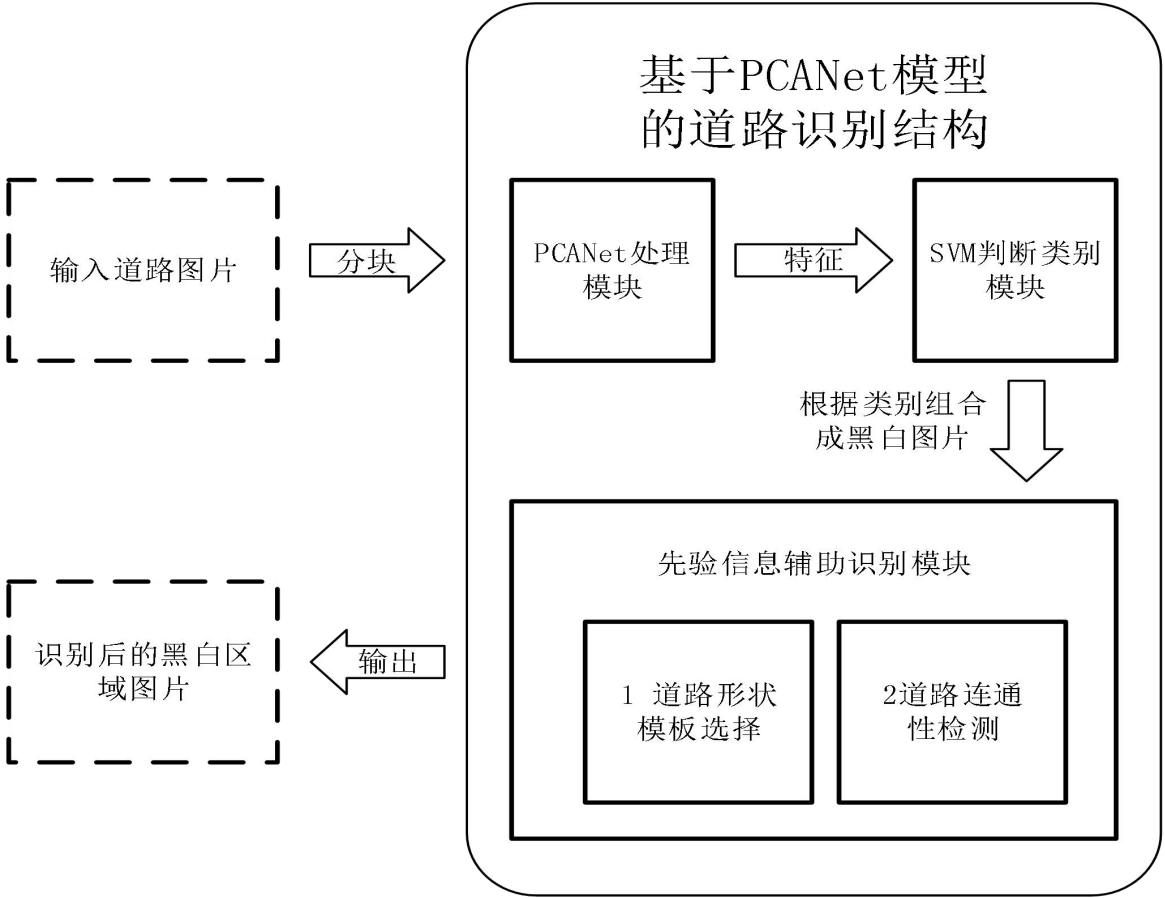 基于PCANet模型
的道路识别结构
输入道路图片
分块
PCANet处理
模块
特征
SVM判断类别
模块
根据类别组合
成黑白图片
先验信息辅助识别模块
1 道路形状
模板选择
2道路连通
性检测
输出
识别后的黑白区
域图片